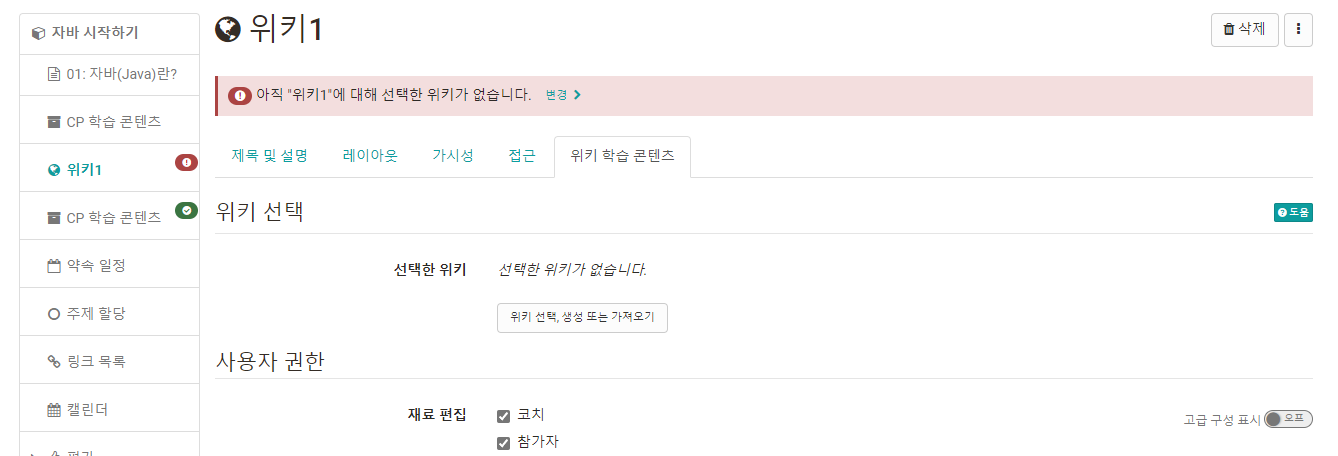 자바 시작하기
01: 자바(Java)란?
CP 학습 콘텐츠
위키1
CP 학습 콘텐츠
약속 일정
주제 할당
링크 목록
캘린더
위키1
삭제
아직 "위키1"에 대해 선택한 위키가 없습니다. 변경
제목 및 설명 레이아웃 가시성 접근 위키 학습 콘텐츠
위키 선택
도움
선택한 위키 선택한 위키가 없습니다.
위키 선택, 생성 또는 가져오기
사용자 권한
재료 편집 코치
참가자
고급 구성 표시 오프